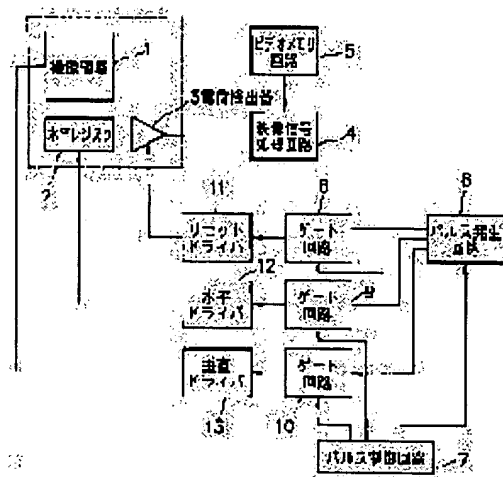 1
ビデオメモリ
回路
5
3電荷検出器
水平レジスタ
2
映像信号
処理回路
4
11
8
6
リセット
ドライバ
ゲート
回路
パルス発生
回路
12
水平
ドライバ
ゲート
回路
9
垂直
ドライバ
ゲート
回路
13
10
パルス制御回路
7